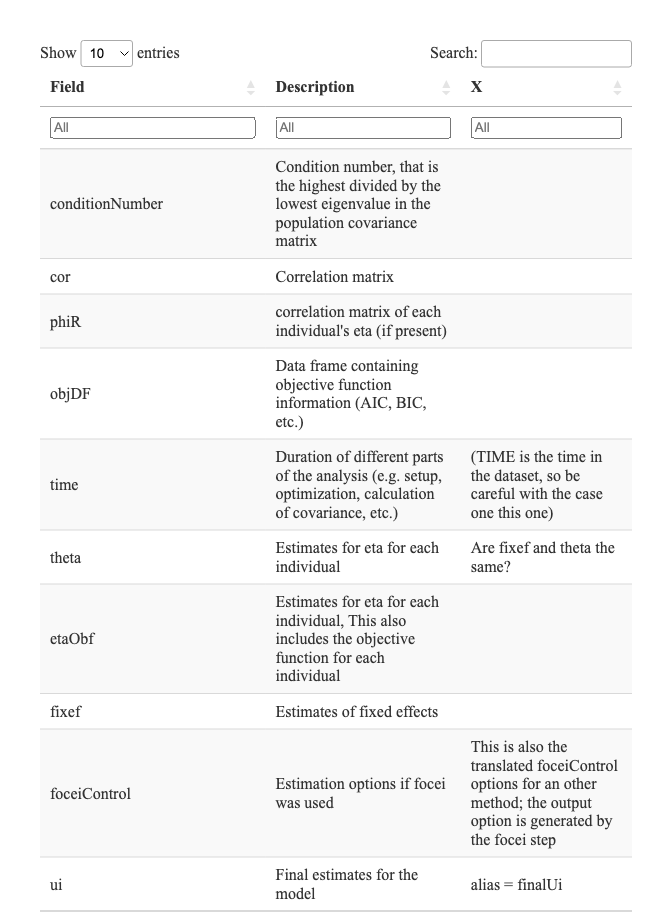 Show 10 entries
Search:
Field
Description
X
All
All
All
conditionNumber
Condition number, that is
the highest divided by the
lowest eigenvalue in the
population covariance
matrix
cor
Correlation matrix
phiR
correlation matrix of each
individual's eta (if present)
objDF
Data frame containing
objective function
information (AIC, BIC,
etc.)
time
Duration of different parts
of the analysis (e.g. setup,
optimization, calculation
of covariance, etc.)
(TIME is the time in
the dataset, so be
careful with the case
one this one)
theta
Estimates for eta for each
individual
Are fixef and theta the
same?
etaObf
Estimates for eta for each
individual, This also
includes the objective
function for each
individual
fixef
Estimates of fixed effects
foceiControl
Estimation options if focei
was used
This is also the
translated foceiControl
options for an other
method; the output
option is generated by
the focei step
ui
Final estimates for the
model
alias = finalUi